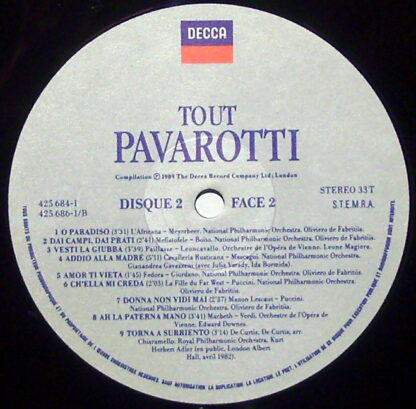 DECCA
TOUT
PAVAROTTI
Compilation Ⓟ 1989 The Decca Record Company Ltd; London
DISQUE 2 FACE 2
STEREO 33 T
425 684-1
425 686-1/B
S.T.E.M.R.A.
1 O PARADISO (3'31) L'Africana - Meyerbeer. National Philharmonic Orchestra, Oliviero de Fabritiis.
2 DAI CAMPI, DAI PRATI (2'41) Mefistofele - Boito. National Philharmonic Orchestra, Oliviero de Fabritiis.
3 VESTI LA GIUBBA (3'39) Paillasse - Leoncavallo. Orchestre de l'Opéra de Vienne. Leone Magiera.
4 ADDIO ALLA MADRE (5'11) Cavalleria Rusticana - Mascagni. National Philharmonic Orchestra,
Gianandrea Gavazzeni (avec Julia Varady, Ida Bormida).
5 AMOR TI VIETA (1'45) Fedora - Giordano. National Philharmonic Orchestra, Oliviero de Fabritiis.
6 CH'ELLA MI CREDA (2'03) La Fille du Far West - Puccini. National Philharmonic Orchestra,
Oliviero de Fabritiis.
7 DONNA NON VIDI MAI (2'37) Manon Lescaut - Puccini.
National Philharmonic Orchestra, Oliviero de Fabritiis.
8 AH LA PATERNA MANO (3'41) Macbeth - Verdi. Orchestre de l'Opéra de
Vienne. Edward Downes.
9 TORNA A SURRIENTO (3'14) De Curtis, De Curtis, arr;
Chiaramello. Royal Philharmonic Orchestra, Kurt
Herbert Adler (en public, London Albert
Hall, avril 1982).